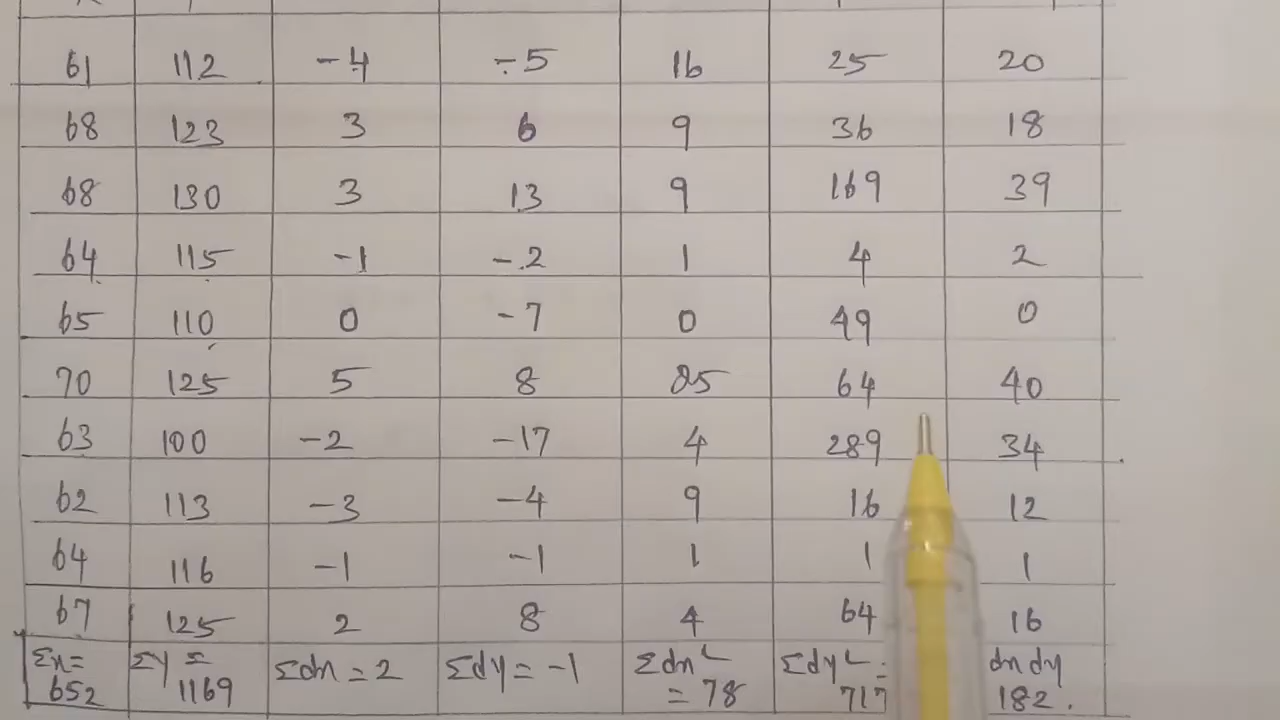 61 112 -4 -5 16 25 20
68 123 3 6 9 36 18
68 130 3 13 9 169 39
64 115 -1 -2 1 4 2
65 110 0 -7 0 49 0
70 125 5 8 25 64 40
63 100 -2 -17 4 289 34
62 113 -3 -4 9 16 12
64 116 -1 -1 1 1 1
67 125 2 8 4 64 16
Σx= Σy = Σdx = 2 Σdy = -1 Σdx² Σdy² = dxdy
652 1169 = 78 717 182.